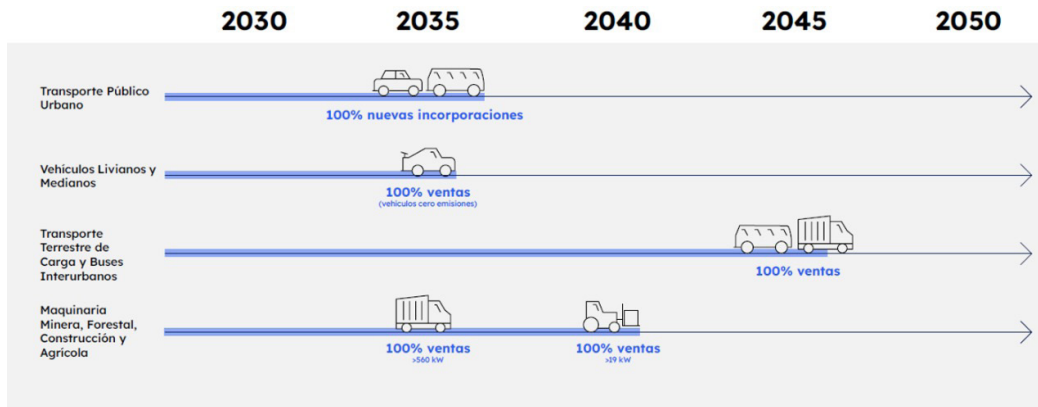 2030 2035 2040 2045 2050
Transporte Público
Urbano
100% nuevas incorporaciones
Vehículos Livianos y
Medianos
100% ventas
(vehículos cero emisiones)
Transporte
Terrestre de
Carga y Buses
Interurbanos
100% ventas
Maquinaria
Minera, Forestal,
Construcción y
Agrícola
100% ventas
>560 kW
100% ventas
>19 kW